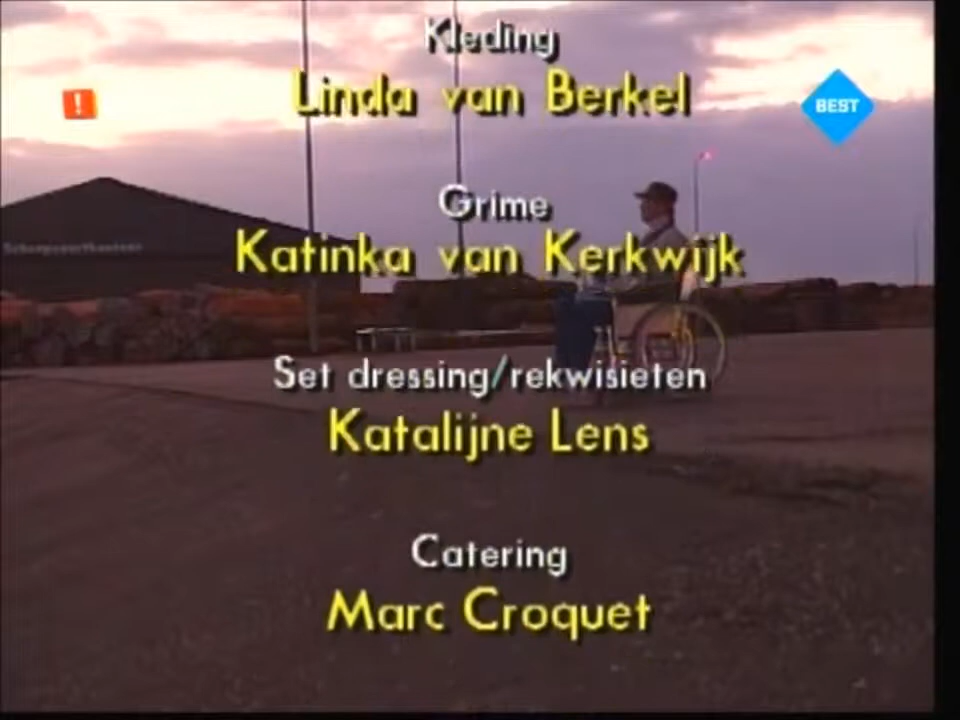 Kleding
Linda van Berkel
!
BEST
Grime
Katinka van Kerkwijk
Set dressing/rekwisieten
Katalijne Lens
Catering
Marc Croquet